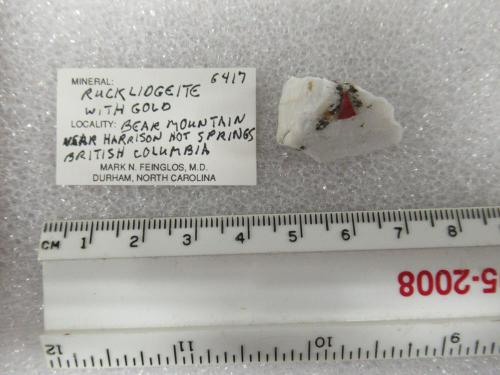 MINERAL: 6417
RUCKLIDGEITE
WITH GOLD
LOCALITY: BEAR MOUNTAIN
NEAR HARRISON HOT SPRINGS
BRITISH COLUMBIA
MARK N. FEINGLOS, M.D.
DURHAM, NORTH CAROLINA
CM 1 2 3 4 5 6 7 8
5-2008
12 11 10 9